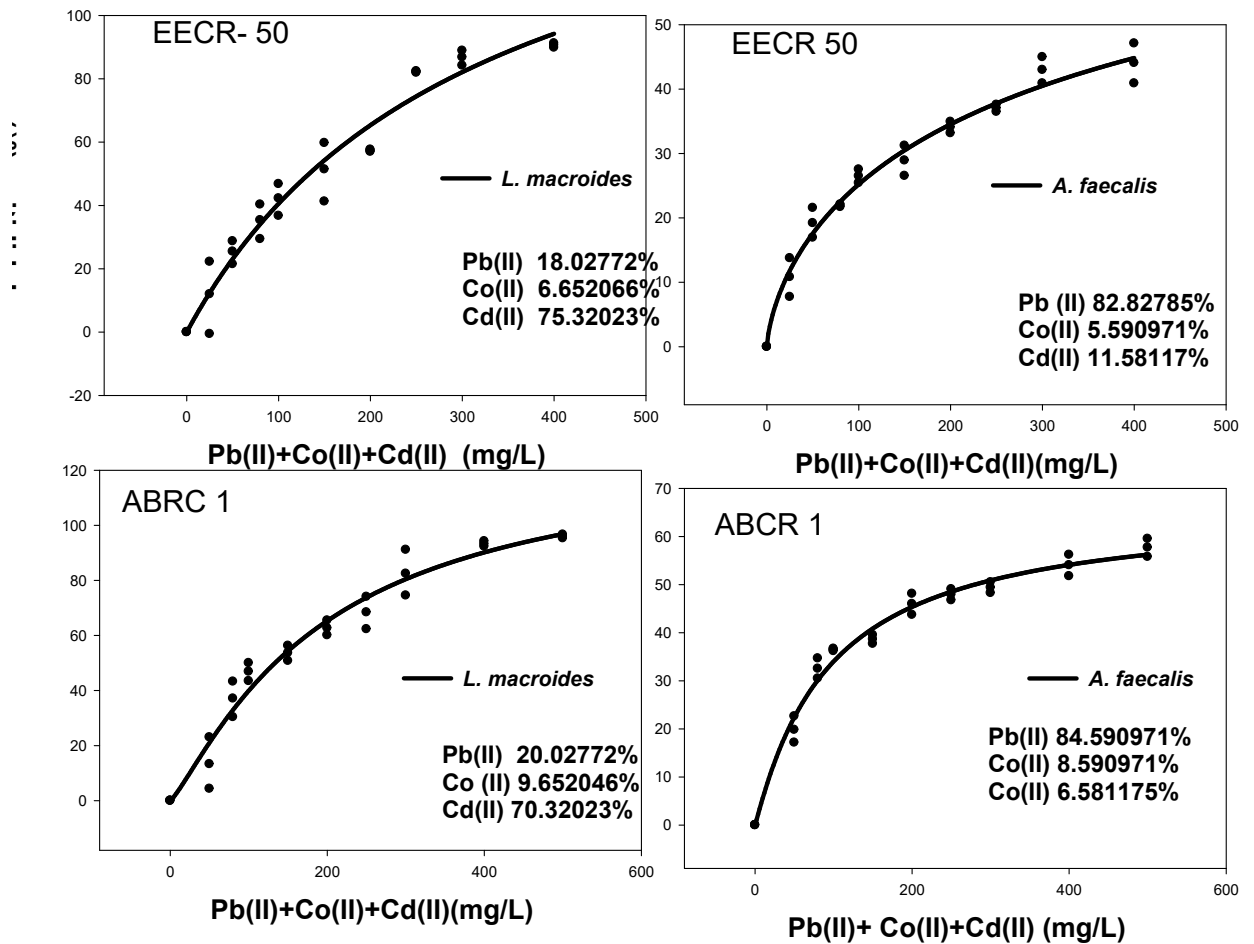 EECR- 50
100
80
60
40
20
0
-20
L. macroides
Pb(II) 18.02772%
Co(II) 6.652066%
Cd(II) 75.32023%
0 100 200 300 400 500
Pb(II)+Co(II)+Cd(II) (mg/L)
EECR 50
50
40
30
20
10
0
A. faecalis
Pb (II) 82.82785%
Co(II) 5.590971%
Cd(II) 11.58117%
0 100 200 300 400 500
Pb(II)+Co(II)+Cd(II)(mg/L)
ABRC 1
120
100
80
60
40
20
0
L. macroides
Pb(II) 20.02772%
Co (II) 9.652046%
Cd(II) 70.32023%
0 200 400 600
Pb(II)+Co(II)+Cd(II)(mg/L)
ABCR 1
70
60
50
40
30
20
10
0
A. faecalis
Pb(II) 84.590971%
Co(II) 8.590971%
Co(II) 6.581175%
0 200 400 600
Pb(II)+ Co(II)+Cd(II) (mg/L)